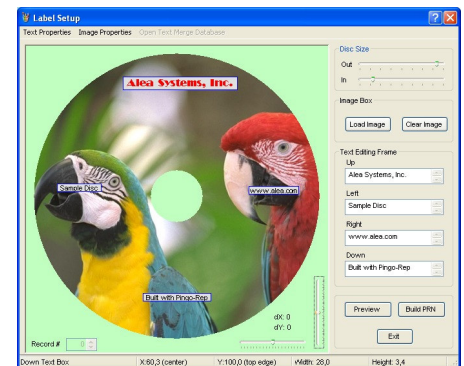 Label Setup
Text Properties Image Properties Open Text Merge Database
Disc Size
Out
In
Image Box
Load Image Clear Image
Text Editing Frame
Up
Alea Systems, Inc.
Left
Sample Disc
Right
www.alea.com
Down
Built with Pingo-Rep
Preview Build PRN
Exit
Alea Systems, Inc.
Sample Disc
www.alea.com
Built with Pingo-Rep
dX: 0
dY: 0
Record # 0
Down Text Box X:60,3 (center) Y:100,0 (top edge) Width: 28,0 Height: 3,4